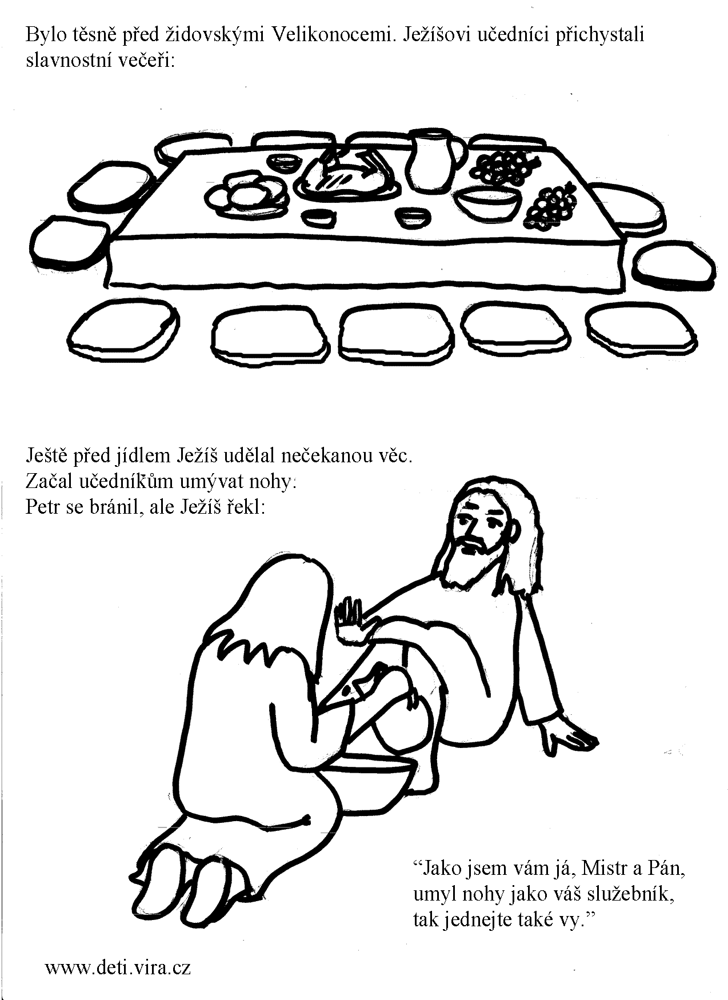 Bylo těsně před židovskými Velikonocemi. Ježíšovi učedníci přichystali
slavnostní večeři:
Ještě před jídlem Ježíš udělal nečekanou věc.
Začal učedníkům umývat nohy.
Petr se bránil, ale Ježíš řekl:
“Jako jsem vám já, Mistr a Pán,
umyl nohy jako váš služebník,
tak jednejte také vy.”
www.deti.vira.cz